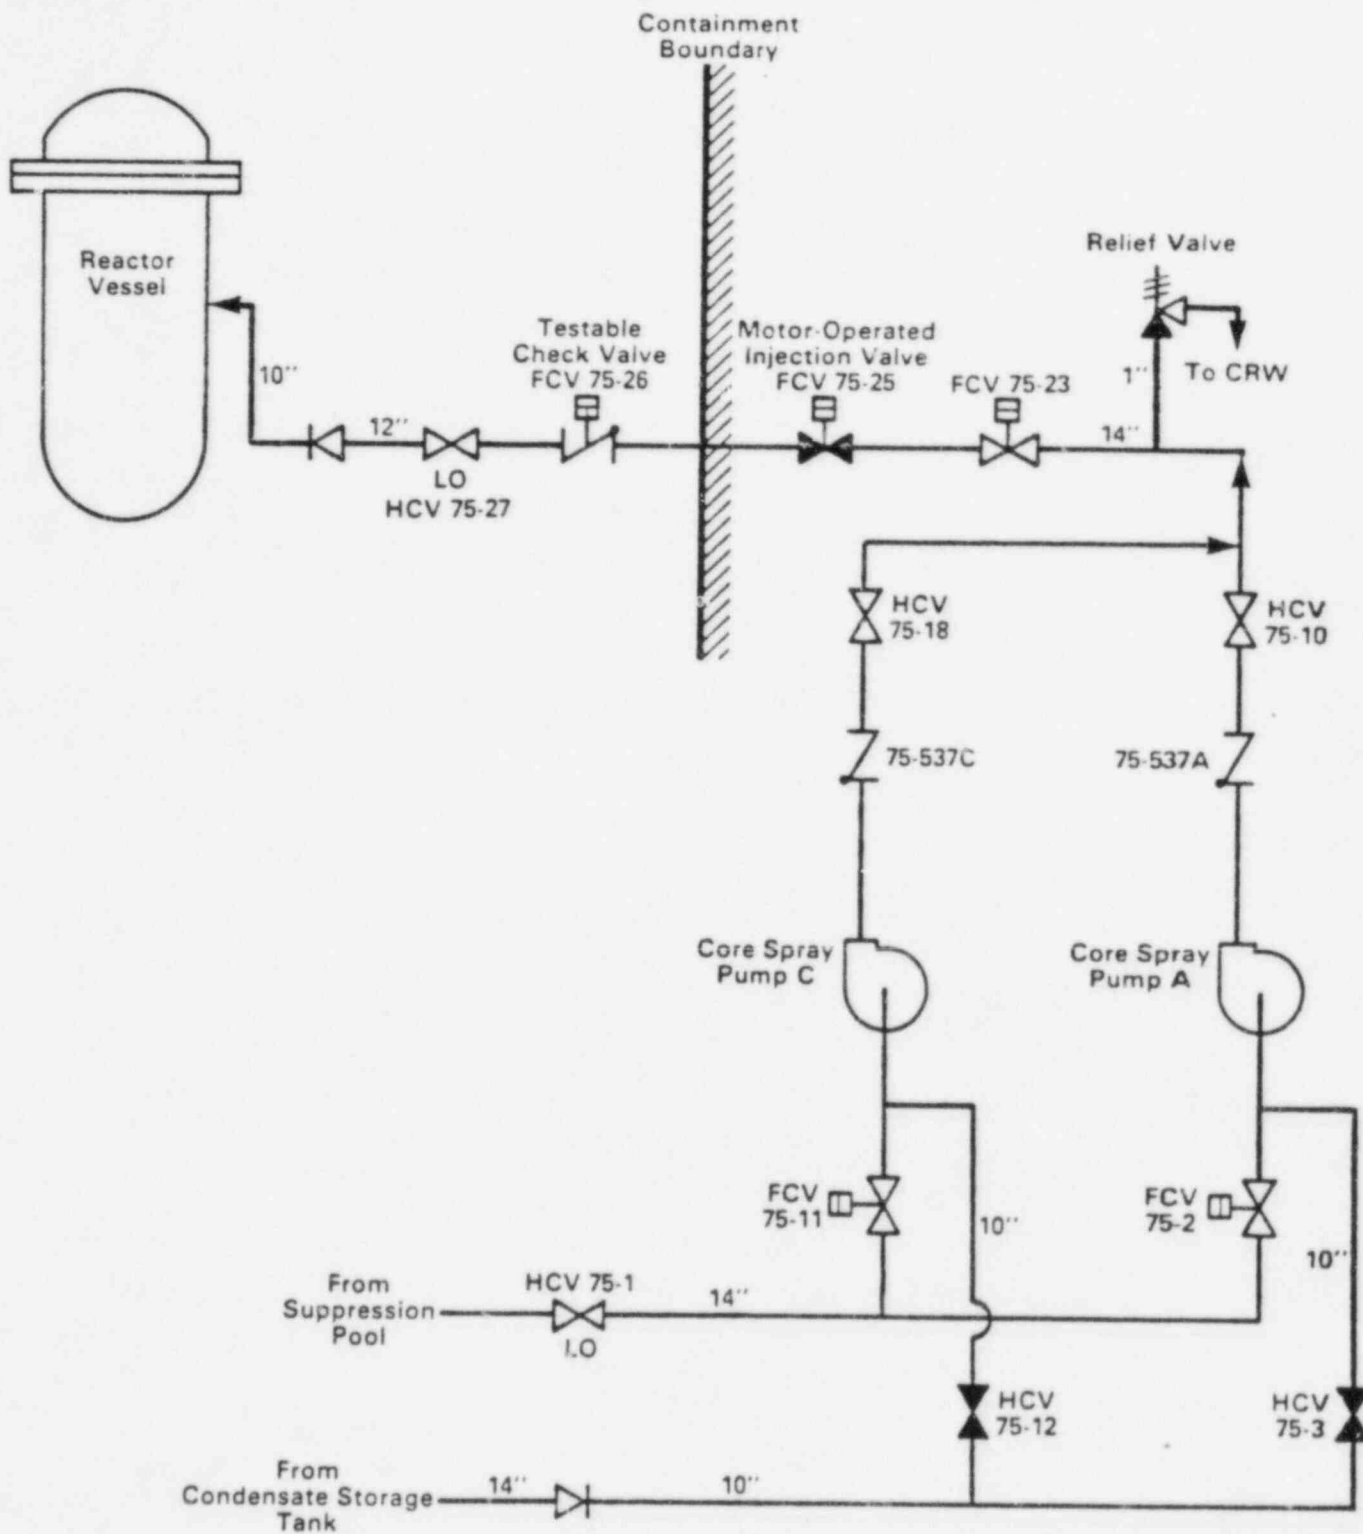 Containment
Boundary
Reactor
Vessel
Relief Valve
To CRW
1''
Testable
Check Valve
FCV 75-26
Motor-Operated
Injection Valve
FCV 75-25
FCV 75-23
10''
12''
14''
LO
HCV 75-27
HCV
75-18
HCV
75-10
75-537C
75-537A
Core Spray
Pump C
Core Spray
Pump A
FCV
75-11
FCV
75-2
10''
10''
From
Suppression
Pool
HCV 75-1
LO
14''
HCV
75-12
HCV
75-3
From
Condensate Storage
Tank
14''
10''